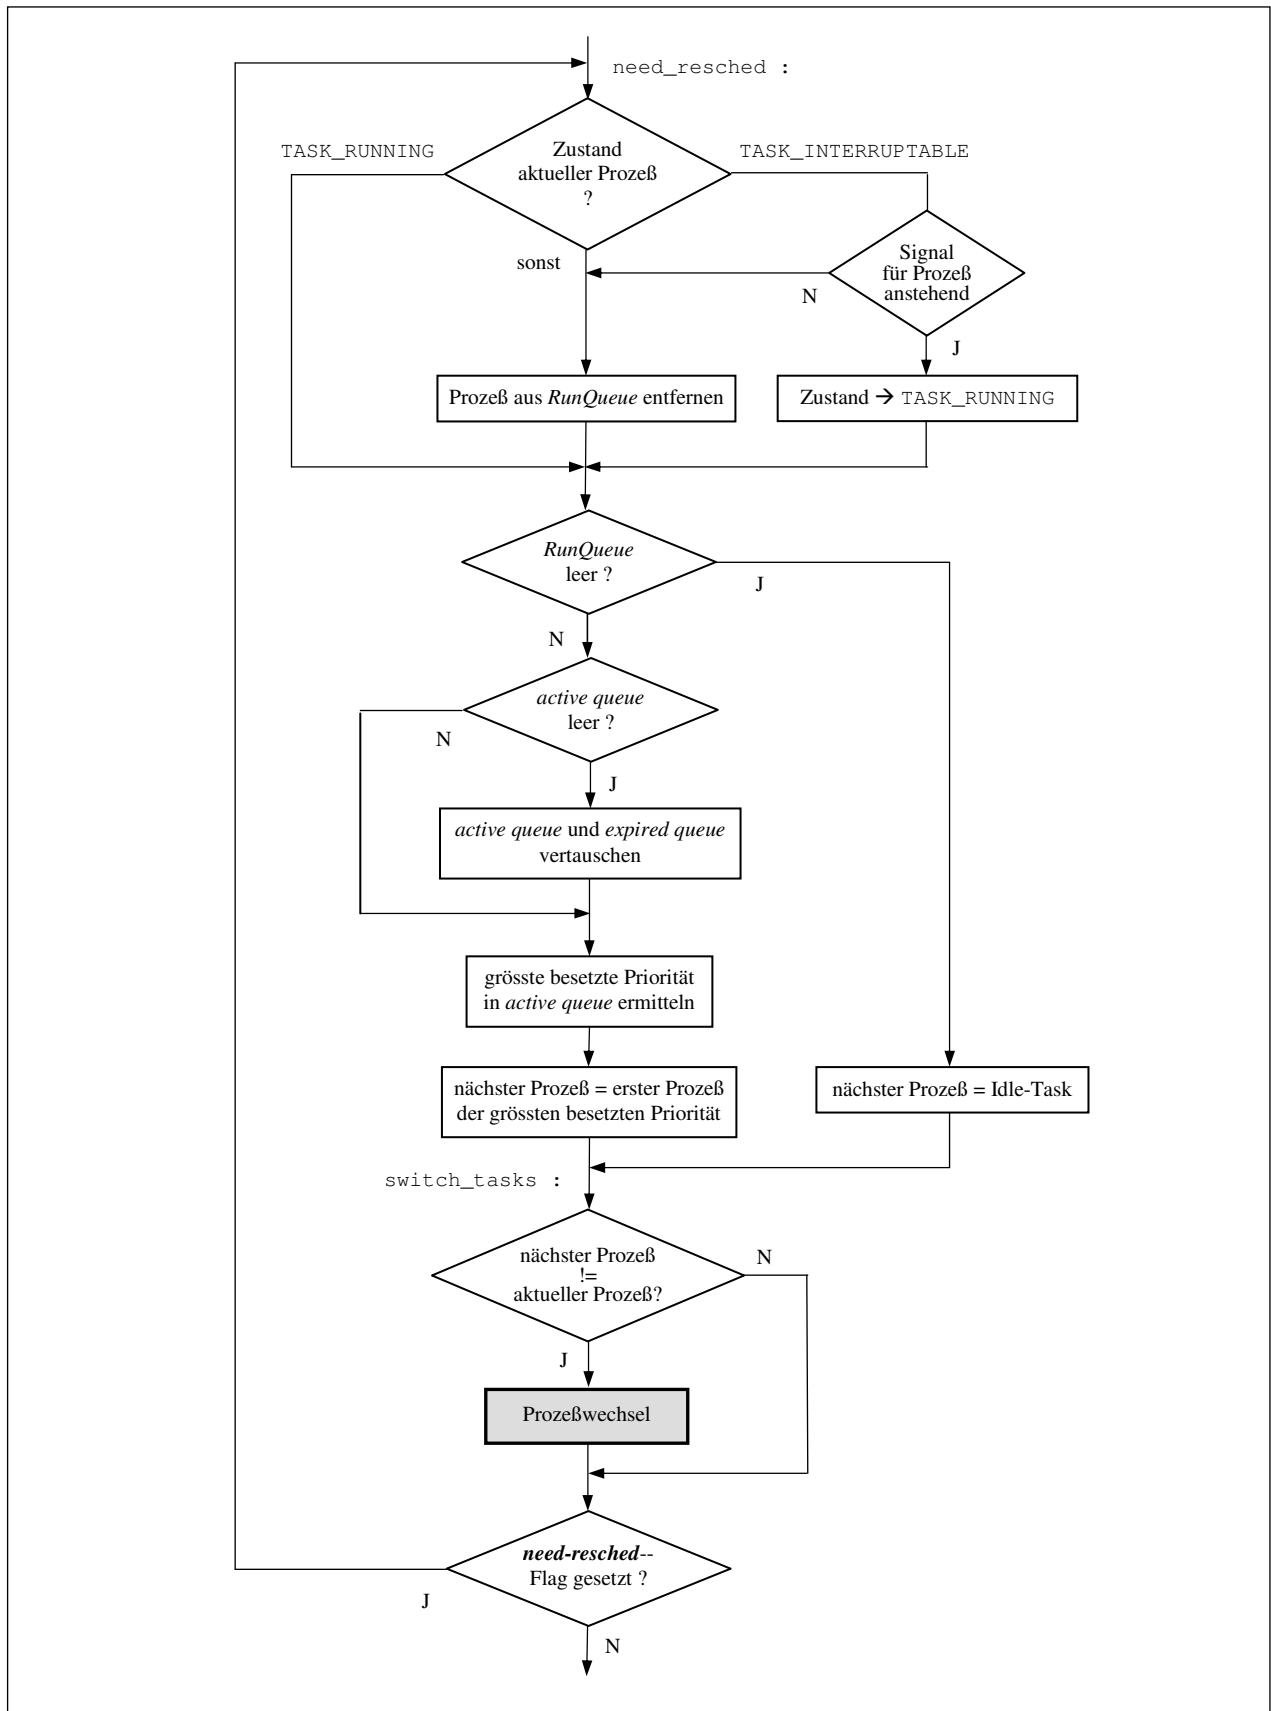 need_resched :
TASK_RUNNING
Zustand
aktueller Prozeß
?
TASK_INTERRUPTABLE
Signal
für Prozeß
anstehend
sonst
N
J
Prozeß aus RunQueue entfernen
Zustand → TASK_RUNNING
RunQueue
leer ?
J
N
active queue
leer ?
N
J
active queue und expired queue
vertauschen
grösste besetzte Priorität
in active queue ermitteln
nächster Prozeß = erster Prozeß
der grössten besetzten Priorität
nächster Prozeß = Idle-Task
switch_tasks :
nächster Prozeß
!=
aktueller Prozeß?
N
J
Prozeßwechsel
need-resched--
Flag gesetzt ?
J
N